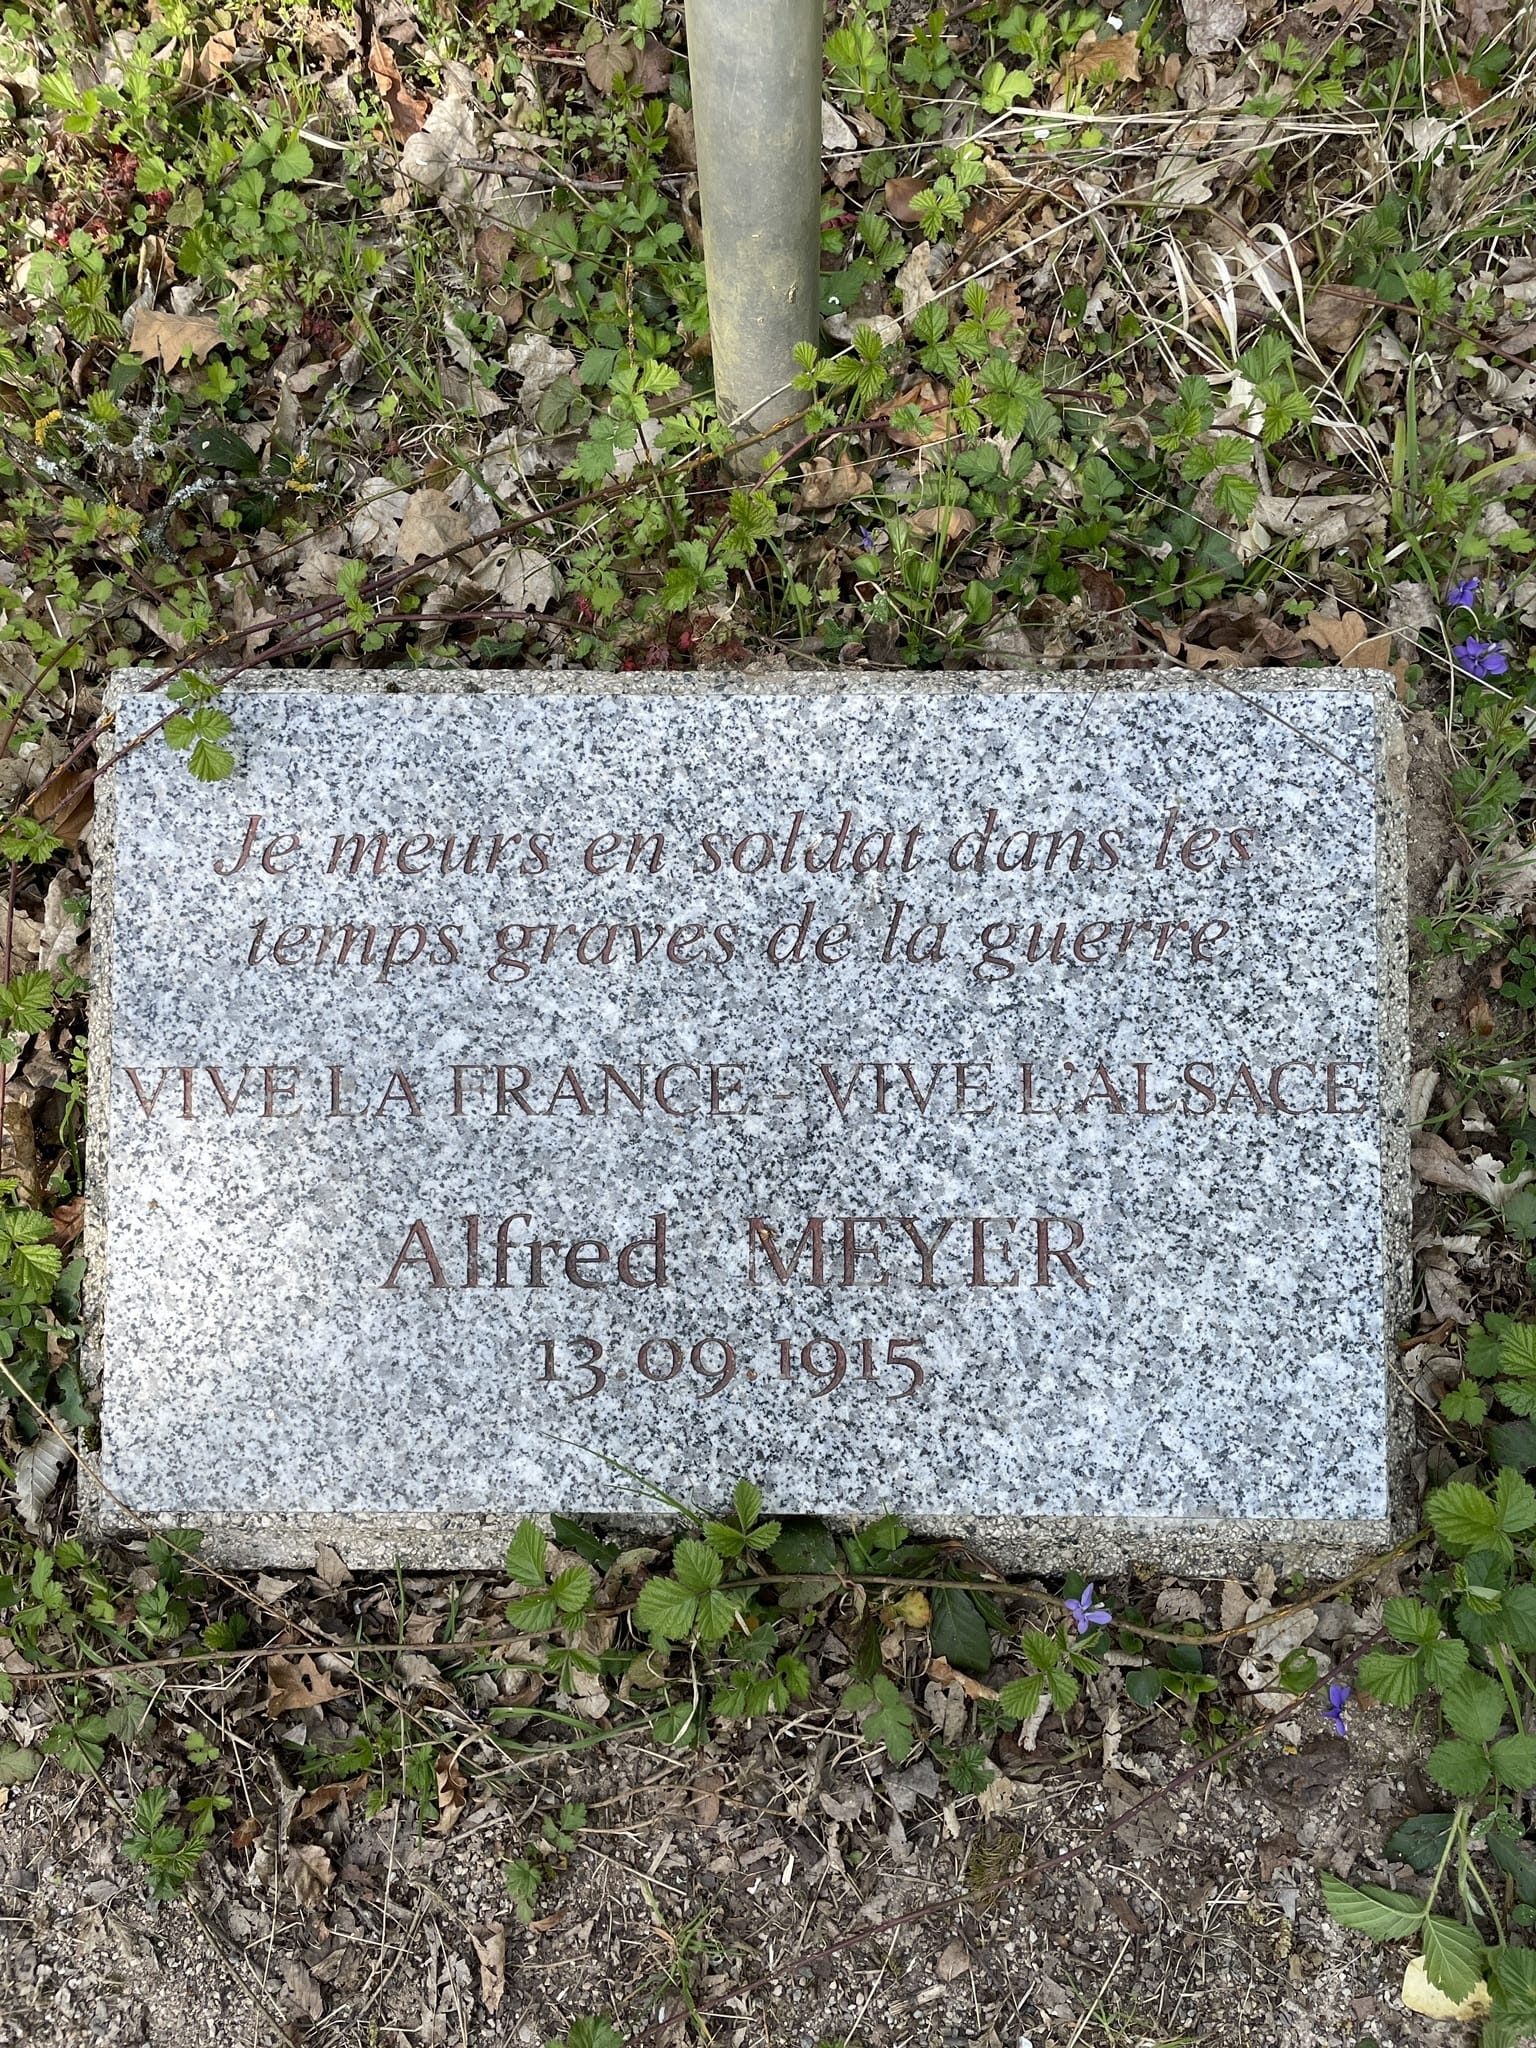 Je meurs en soldat dans les
temps graves de la guerre
VIVE LA FRANCE - VIVE L'ALSACE
Alfred MEYER
13.09.1915